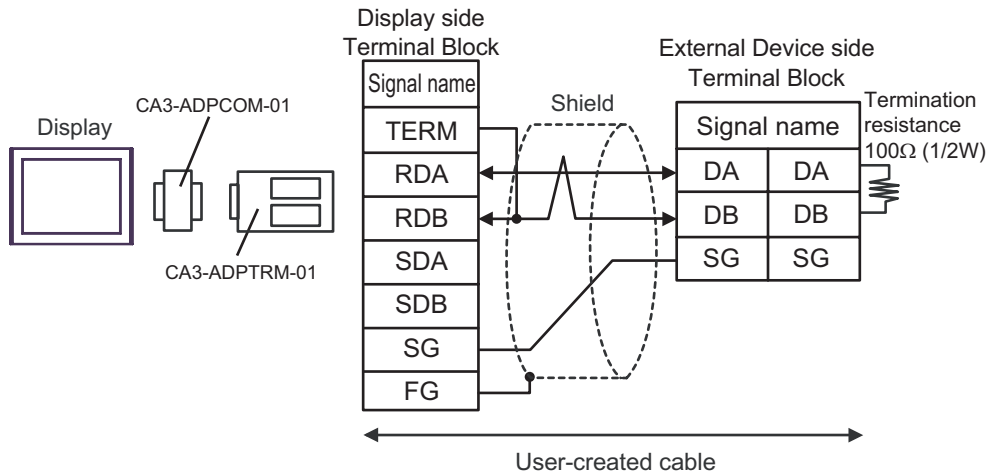 Display side
Terminal Block
External Device side
Terminal Block
Signal name
CA3-ADPCOM-01
Shield
Termination
resistance
100Ω (1/2W)
Display
TERM
Signal name
RDA
DA DA
RDB
DB DB
CA3-ADPTRM-01
SDA
SG SG
SDB
SG
FG
User-created cable